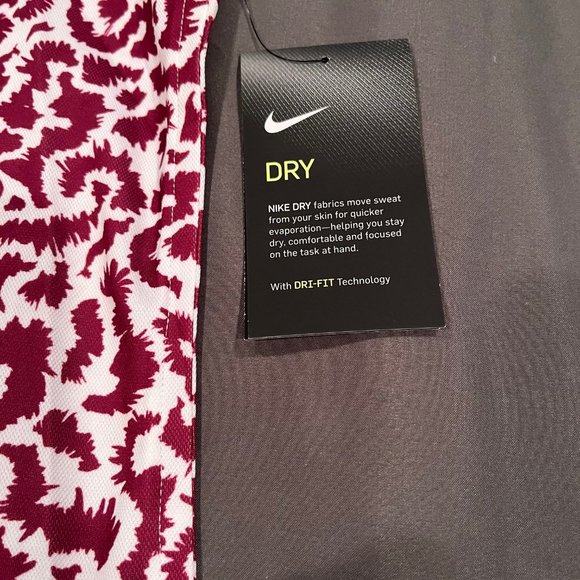 DRY
NIKE DRY fabrics move sweat
from your skin for quicker
evaporation—helping you stay
dry, comfortable and focused
on the task at hand.
With DRI-FIT Technology